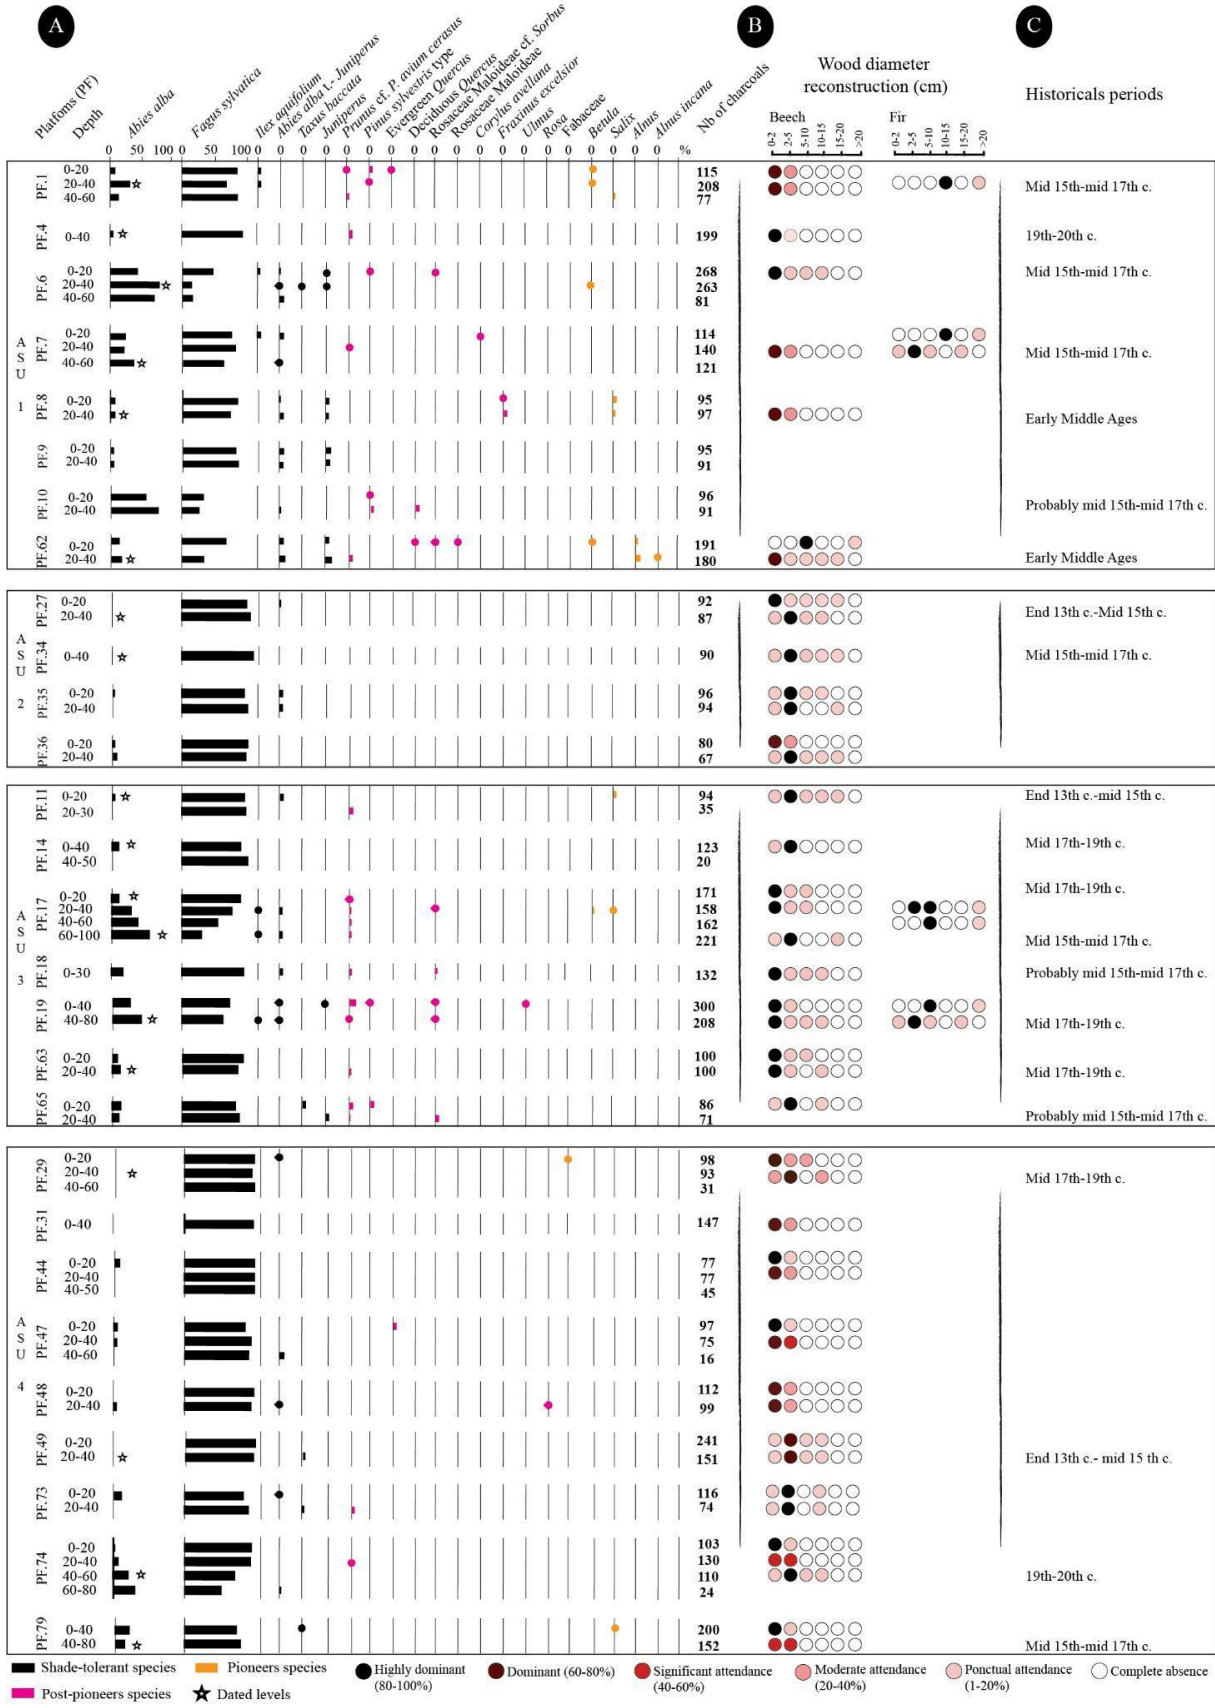 A
B
C
Platfoms (PF)
Depth
Abies alba
Fagus sylvatica
Ilex aquifolium
Abies alba t.- Juniperus
Taxus baccata
Juniperus
Prunus cf. P. avium cerasus
Pinus sylvestris type
Evergreen Quercus
Deciduous Quercus
Rosaceae Maloideae cf. Sorbus
Rosaceae Maloideae
Corylus avellana
Fraxinus excelsior
Ulmus
Rosa
Fabaceae
Betula
Salix
Alnus
Alnus incana
Nb of charcoals
Wood diameter
reconstruction (cm)
Historicals periods
Beech
Fir
0-2 2-5 5-10 10-15 15-20 >20
0-2 2-5 5-10 10-15 15-20 >20
0 50 100 0 50 100 0 0 0 0 0 0 0 0 0 0 0 0 0 0 0 0 0 0 0 %
ASU 1
PF.1
0-20 115
20-40 208 Mid 15th-mid 17th c.
40-60 77
PF.4
0-40 199 19th-20th c.
PF.6
0-20 268 Mid 15th-mid 17th c.
20-40 263
40-60 81
PF.7
0-20 114
20-40 140 Mid 15th-mid 17th c.
40-60 121
PF.8
0-20 95
20-40 97 Early Middle Ages
PF.9
0-20 95
20-40 91
PF.10
0-20 96
20-40 91 Probably mid 15th-mid 17th c.
PF.62
0-20 191
20-40 180 Early Middle Ages
ASU 2
PF.27
0-20 92 End 13th c.-Mid 15th c.
20-40 87
PF.34
0-40 90 Mid 15th-mid 17th c.
PF.35
0-20 96
20-40 94
PF.36
0-20 80
20-40 67
ASU 3
PF.11
0-20 94 End 13th c.-mid 15th c.
20-30 35
PF.14
0-40 123 Mid 17th-19th c.
40-50 20
PF.17
0-20 171 Mid 17th-19th c.
20-40 158
40-60 162
60-100 221 Mid 15th-mid 17th c.
PF.18
0-30 132 Probably mid 15th-mid 17th c.
PF.19
0-40 300
40-80 208 Mid 17th-19th c.
PF.63
0-20 100
20-40 100 Mid 17th-19th c.
PF.65
0-20 86
20-40 71 Probably mid 15th-mid 17th c.
ASU 4
PF.29
0-20 98
20-40 93 Mid 17th-19th c.
40-60 31
PF.31
0-40 147
PF.44
0-20 77
20-40 77
40-50 45
PF.47
0-20 97
20-40 75
40-60 16
PF.48
0-20 112
20-40 99
PF.49
0-20 241
20-40 151 End 13th c.- mid 15 th c.
PF.73
0-20 116
20-40 74
PF.74
0-20 103
20-40 130
40-60 110 19th-20th c.
60-80 24
PF.79
0-40 200
40-80 152 Mid 15th-mid 17th c.
Shade-tolerant species
Pioneers species
Post-pioneers species
Dated levels
Highly dominant
(80-100%)
Dominant (60-80%)
Significant attendance
(40-60%)
Moderate attendance
(20-40%)
Ponctual attendance
(1-20%)
Complete absence